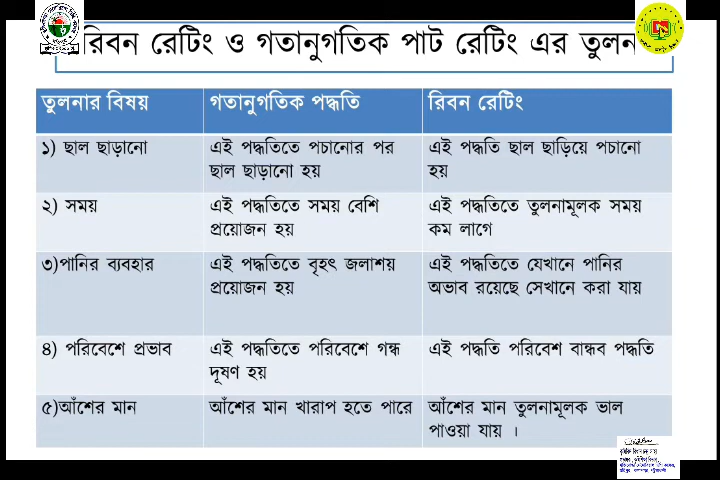 রিবন রেটিং ও গতানুগতিক পাট রেটিং এর তুলন
তুলনার বিষয়
গতানুগতিক পদ্ধতি
রিবন রেটিং
১) ছাল ছাড়ানো
এই পদ্ধতিতে পচানোর পর
ছাল ছাড়ানো হয়
এই পদ্ধতি ছাল ছাড়িয়ে পচানো
হয়
২) সময়
এই পদ্ধতিতে সময় বেশি
প্রয়োজন হয়
এই পদ্ধতিতে তুলনামূলক সময়
কম লাগে
৩)পানির ব্যবহার
এই পদ্ধতিতে বৃহৎ জলাশয়
প্রয়োজন হয়
এই পদ্ধতিতে যেখানে পানির
অভাব রয়েছে সেখানে করা যায়
৪) পরিবেশে প্রভাব
এই পদ্ধতিতে পরিবেশে গন্ধ
দূষণ হয়
এই পদ্ধতি পরিবেশ বান্ধব পদ্ধতি
৫)আঁশের মান
আঁশের মান খারাপ হতে পারে
আঁশের মান তুলনামূলক ভাল
পাওয়া যায় ।